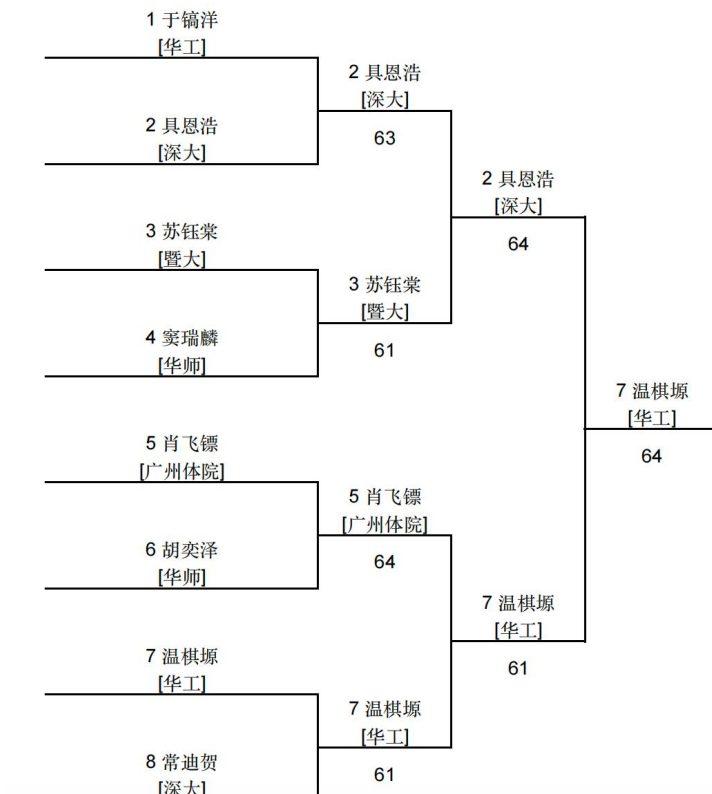 1 于镐洋
[华工]
2 具恩浩
[深大]
63
2 具恩浩
[深大]
3 苏钰棠
[暨大]
4 窦瑞麟
[华师]
3 苏钰棠
[暨大]
61
2 具恩浩
[深大]
64
5 肖飞镖
[广州体院]
6 胡奕泽
[华师]
5 肖飞镖
[广州体院]
64
7 温棋塬
[华工]
8 常迪贺
[深大]
7 温棋塬
[华工]
61
7 温棋塬
[华工]
61
7 温棋塬
[华工]
64